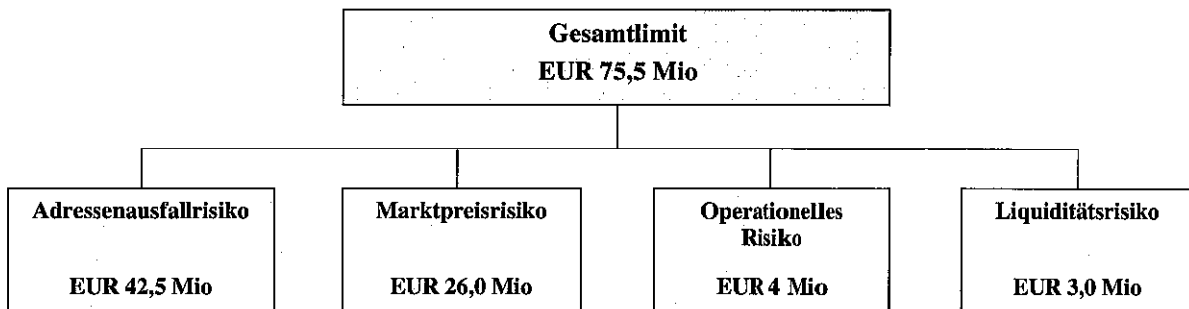 Gesamtlimit
EUR 75,5 Mio
Adressenausfallrisiko
EUR 42,5 Mio
Marktpreisrisiko
EUR 26,0 Mio
Operationelles
Risiko
EUR 4 Mio
Liquiditätsrisiko
EUR 3,0 Mio